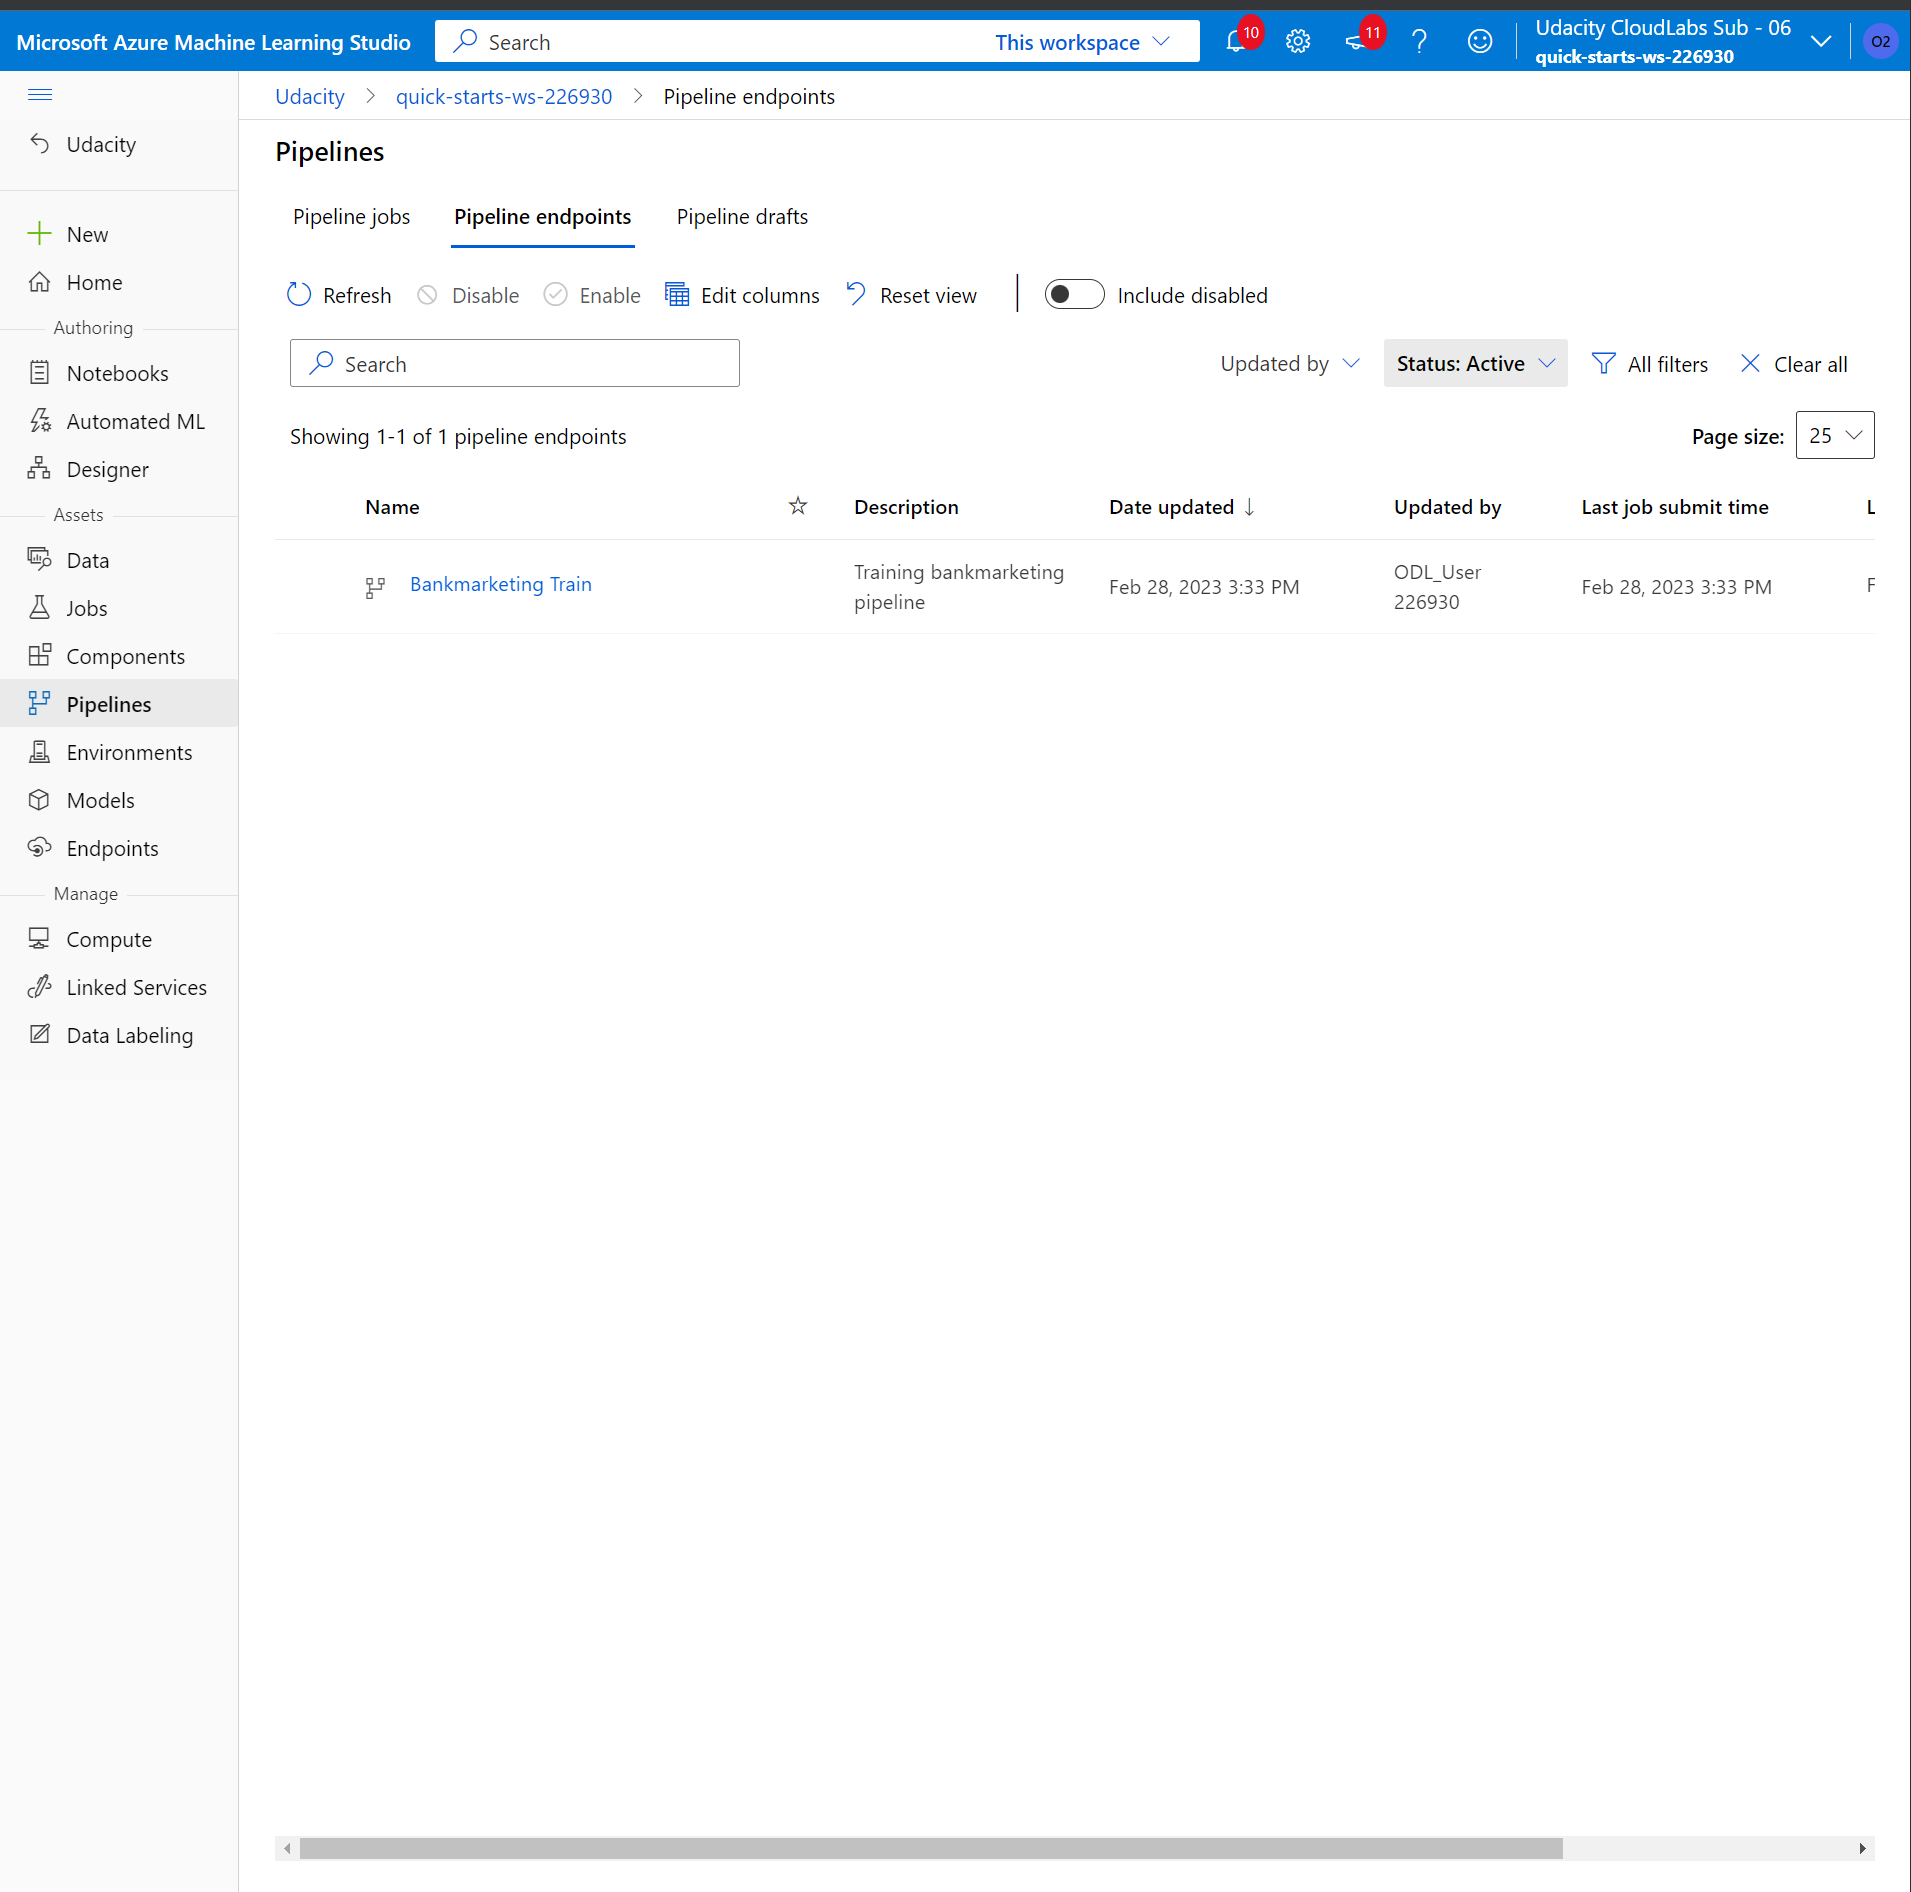 Microsoft Azure Machine Learning Studio
Search
This workspace
10
11
Udacity CloudLabs Sub - 06
quick-starts-ws-226930
O2
Udacity
New
Home
Authoring
Notebooks
Automated ML
Designer
Assets
Data
Jobs
Components
Pipelines
Environments
Models
Endpoints
Manage
Compute
Linked Services
Data Labeling
Udacity > quick-starts-ws-226930 > Pipeline endpoints
Pipelines
Pipeline jobs Pipeline endpoints Pipeline drafts
Refresh Disable Enable Edit columns Reset view Include disabled
Search Updated by Status: Active All filters Clear all
Showing 1-1 of 1 pipeline endpoints Page size: 25
Name Description Date updated ↓ Updated by Last job submit time L
Bankmarketing Train Training bankmarketing pipeline Feb 28, 2023 3:33 PM ODL_User 226930 Feb 28, 2023 3:33 PM F